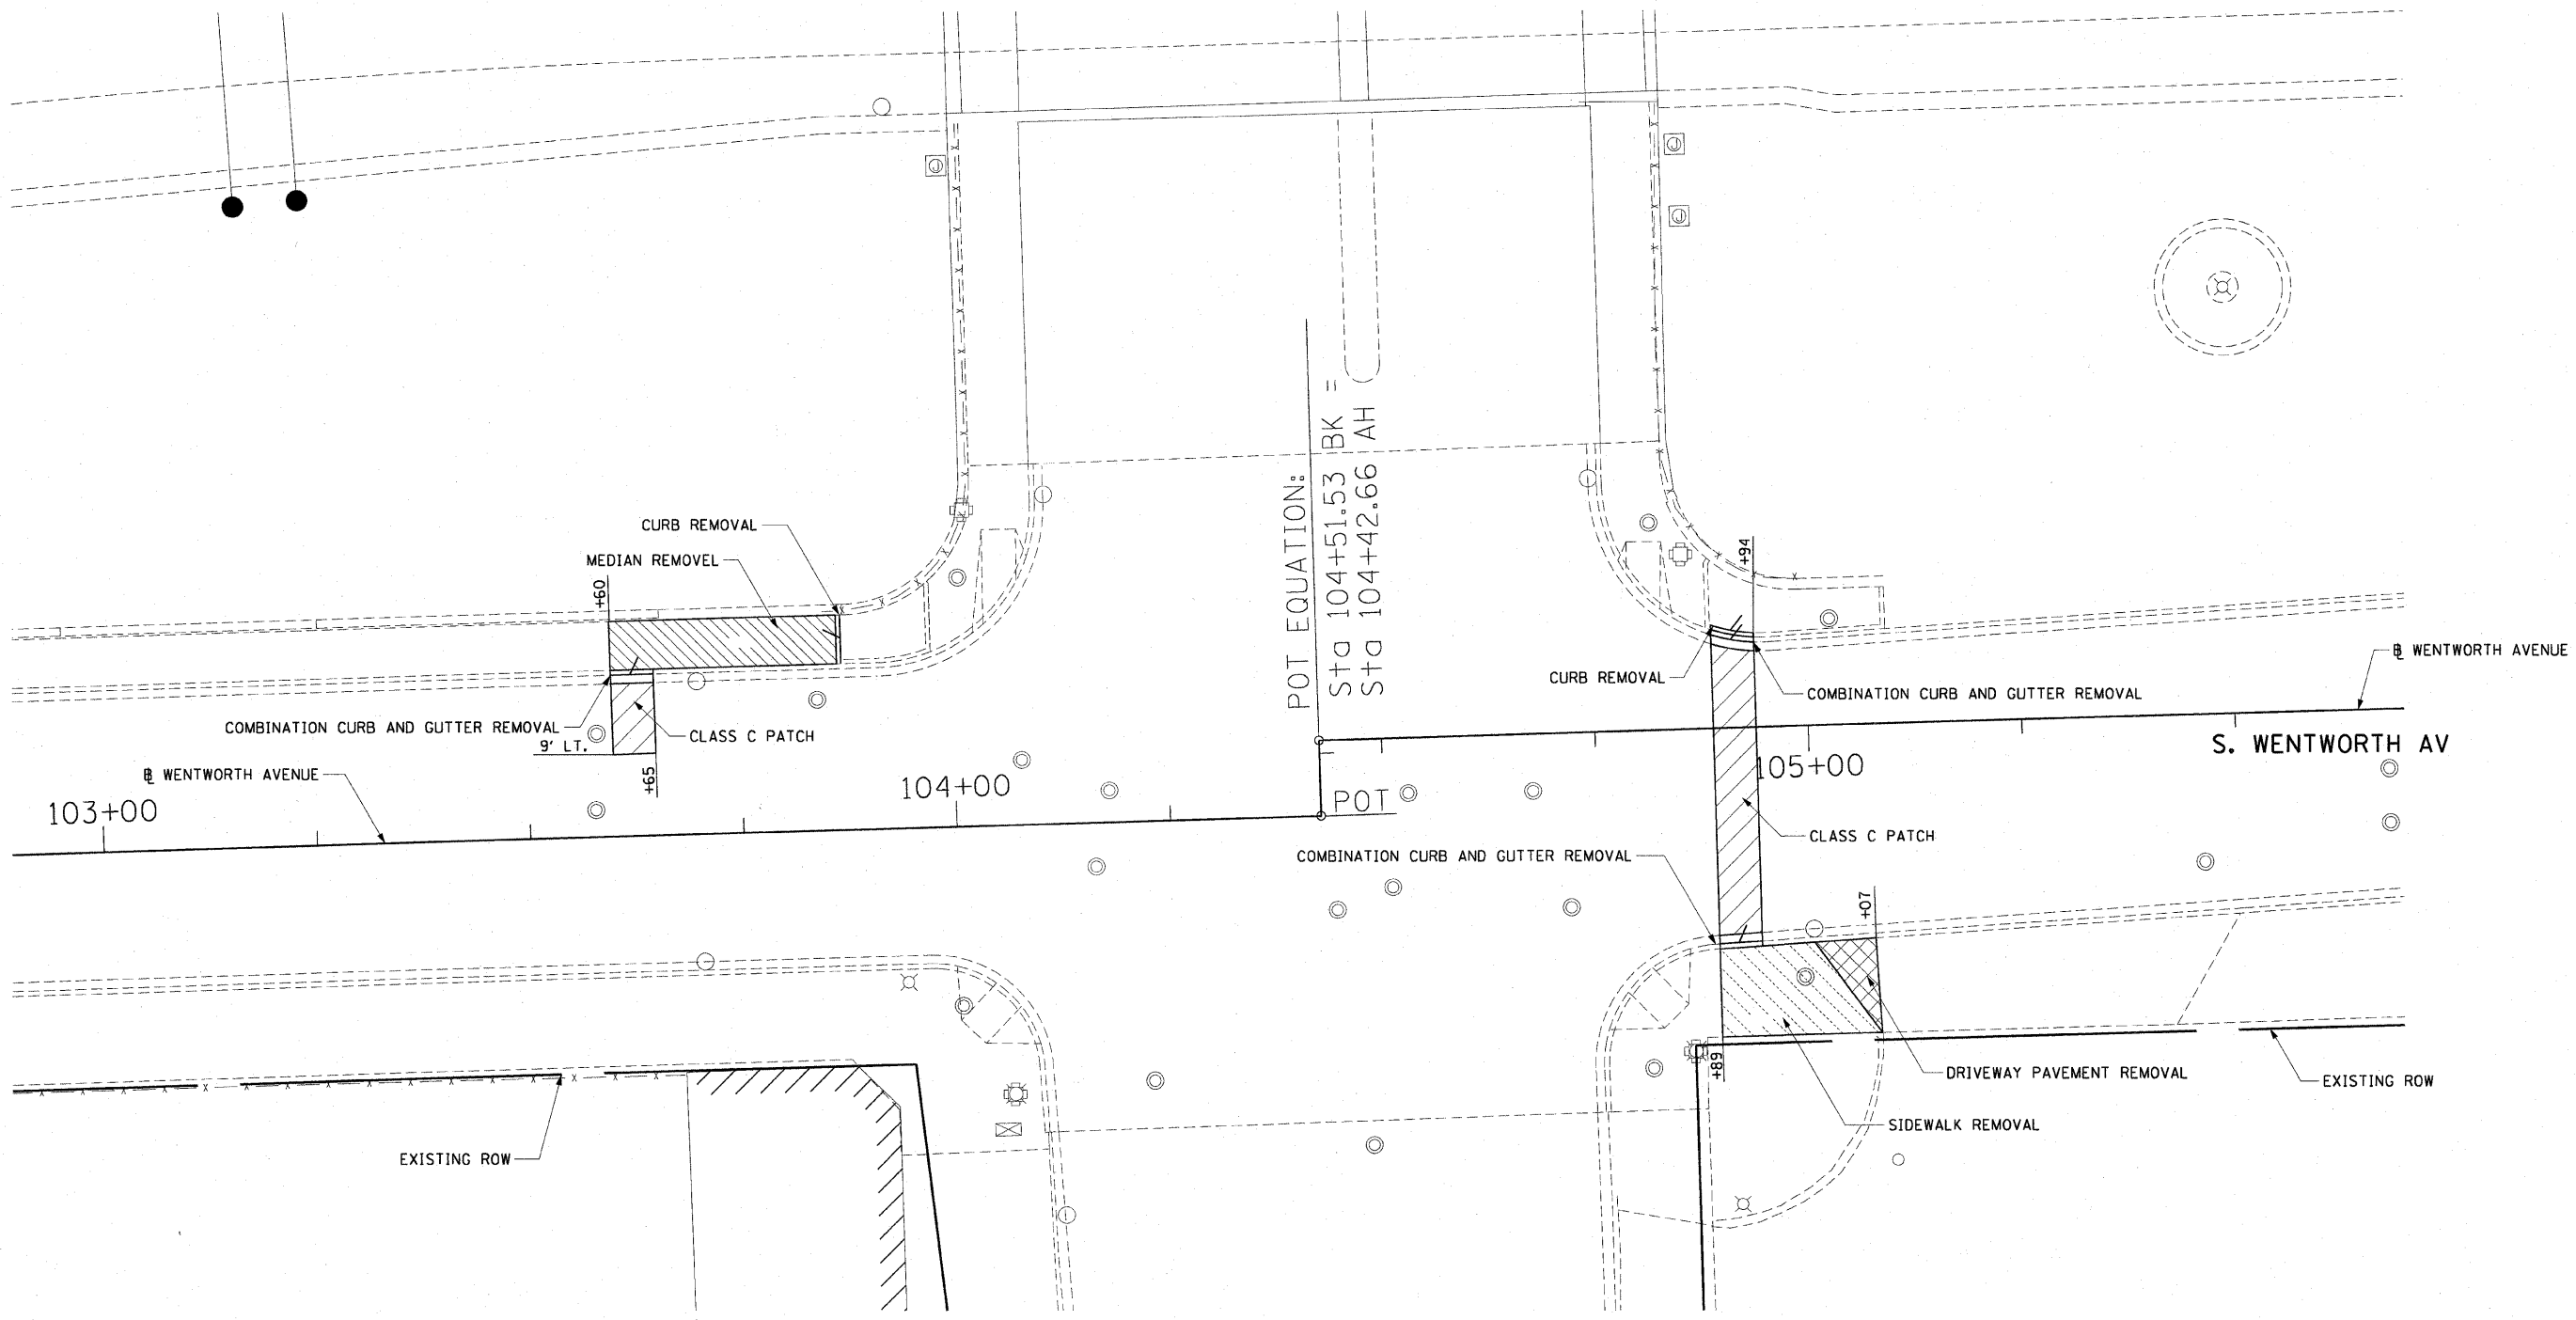 CURB REMOVAL
MEDIAN REMOVEL
+60
COMBINATION CURB AND GUTTER REMOVAL
9' LT.
CLASS C PATCH
+65
℄ WENTWORTH AVENUE
103+00
104+00
POT EQUATION:
Sta 104+51.53 BK =
Sta 104+42.66 AH (
POT
+94
CURB REMOVAL
COMBINATION CURB AND GUTTER REMOVAL
℄ WENTWORTH AVENUE
S. WENTWORTH AV
105+00
CLASS C PATCH
COMBINATION CURB AND GUTTER REMOVAL
+07
+89
DRIVEWAY PAVEMENT REMOVAL
SIDEWALK REMOVAL
EXISTING ROW
EXISTING ROW